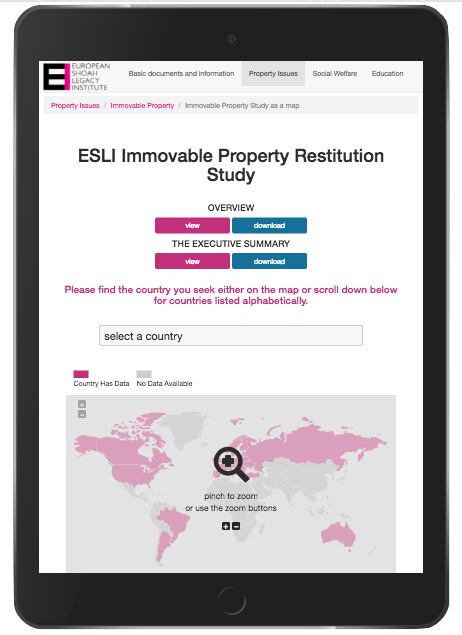 EUROPEAN
SHOAH
LEGACY
INSTITUTE
Basic documents and information
Property Issues
Social Welfare
Education
Property Issues / Immovable Property / Immovable Property Study as a map
ESLI Immovable Property Restitution
Study
OVERVIEW
view
download
THE EXECUTIVE SUMMARY
view
download
Please find the country you seek either on the map or scroll down below
for countries listed alphabetically.
select a country
Country Has Data
No Data Available
pinch to zoom
or use the zoom buttons